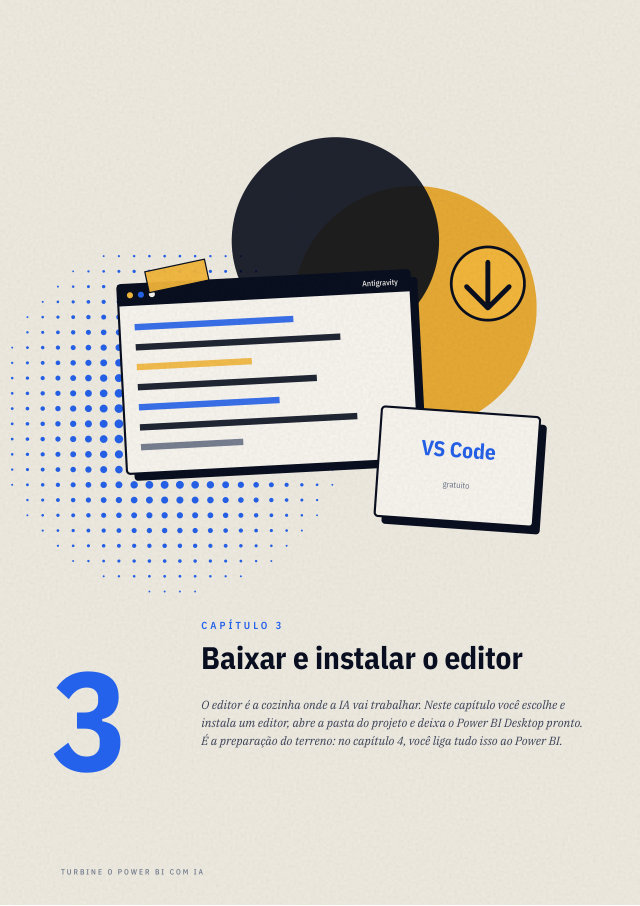 Antigravity
VS Code
gratuito
CAPÍTULO 3
Baixar e instalar o editor
3
O editor é a cozinha onde a IA vai trabalhar. Neste capítulo você escolhe e
instala um editor, abre a pasta do projeto e deixa o Power BI Desktop pronto.
É a preparação do terreno: no capítulo 4, você liga tudo isso ao Power BI.
TURBINE O POWER BI COM IA